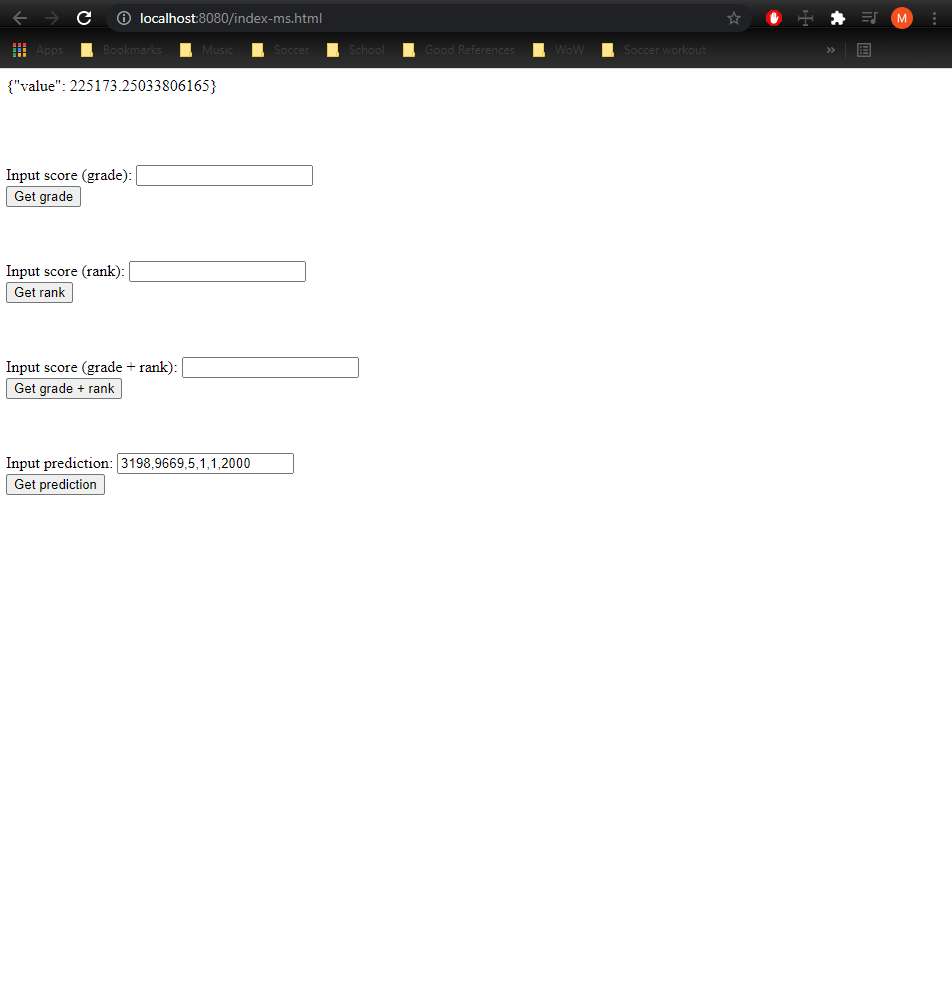 localhost:8080/index-ms.html
M
Apps Bookmarks Music Soccer School Good References WoW Soccer workout »
{"value": 225173.25033806165}
Input score (grade):
Get grade
Input score (rank):
Get rank
Input score (grade + rank):
Get grade + rank
Input prediction: 3198,9669,5,1,1,2000
Get prediction